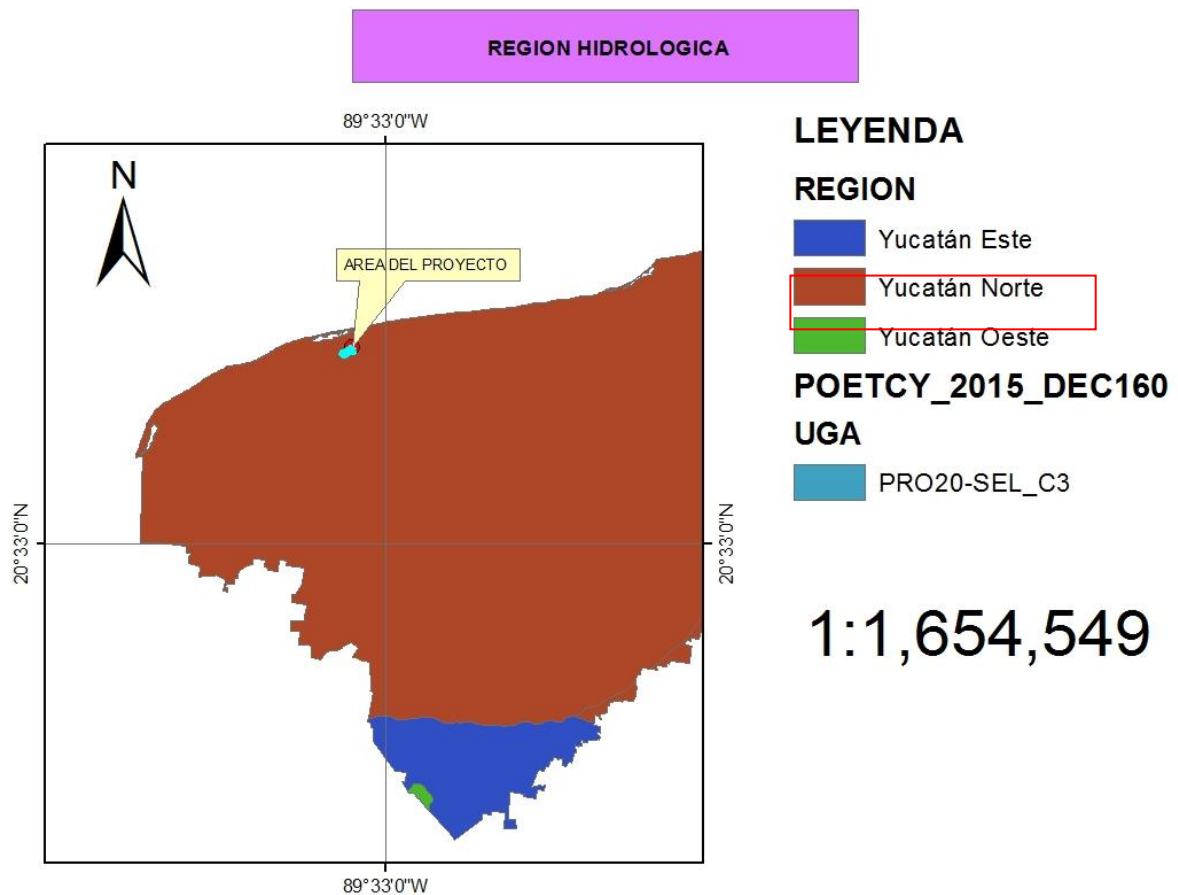 REGION HIDROLOGICA
89°33'0"W
N
AREA DEL PROYECTO
20°33'0"N
20°33'0"N
89°33'0"W
LEYENDA
REGION
Yucatán Este
Yucatán Norte
Yucatán Oeste
POETCY_2015_DEC160
UGA
PRO20-SEL_C3
1:1,654,549